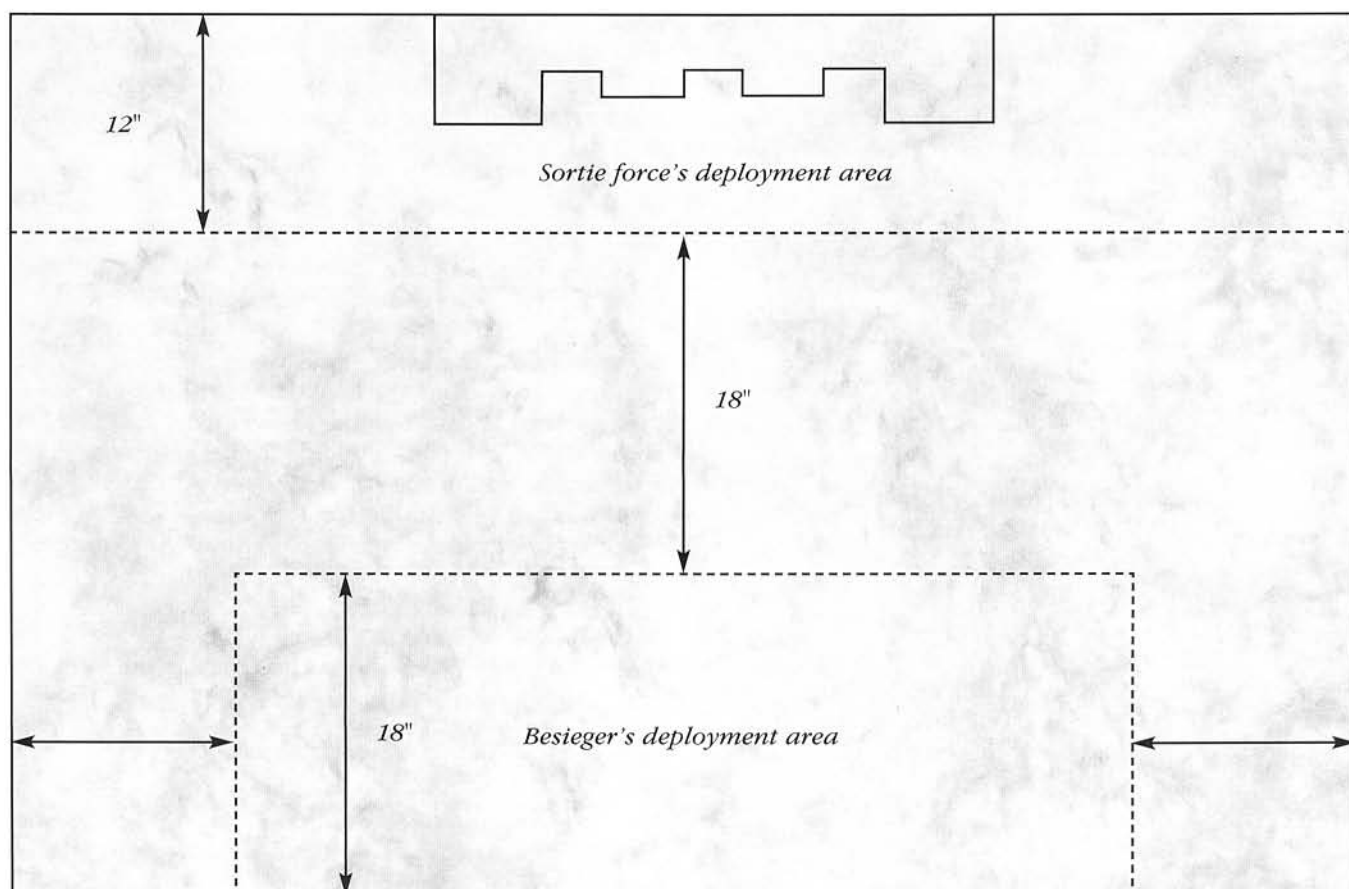 12"
Sortie force's deployment area
18"
18"
Besieger's deployment area